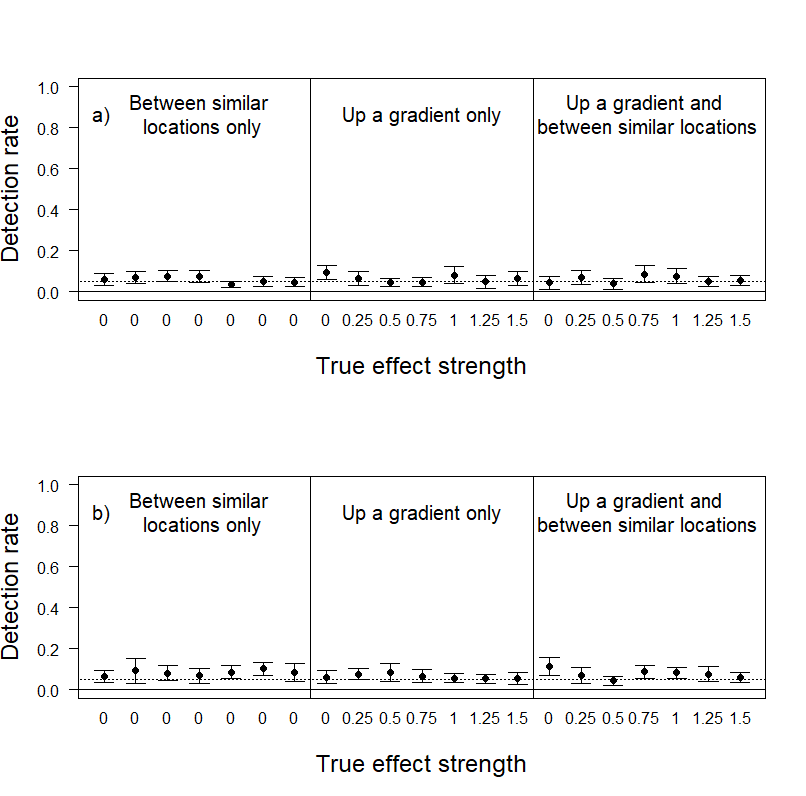 Detection rate
1.0
0.8
0.6
0.4
0.2
0.0
a)
Between similar
locations only
Up a gradient only
Up a gradient and
between similar locations
0 0 0 0 0 0 0 0 0.25 0.5 0.75 1 1.25 1.5 0 0.25 0.5 0.75 1 1.25 1.5
True effect strength
Detection rate
1.0
0.8
0.6
0.4
0.2
0.0
b)
Between similar
locations only
Up a gradient only
Up a gradient and
between similar locations
0 0 0 0 0 0 0 0 0.25 0.5 0.75 1 1.25 1.5 0 0.25 0.5 0.75 1 1.25 1.5
True effect strength